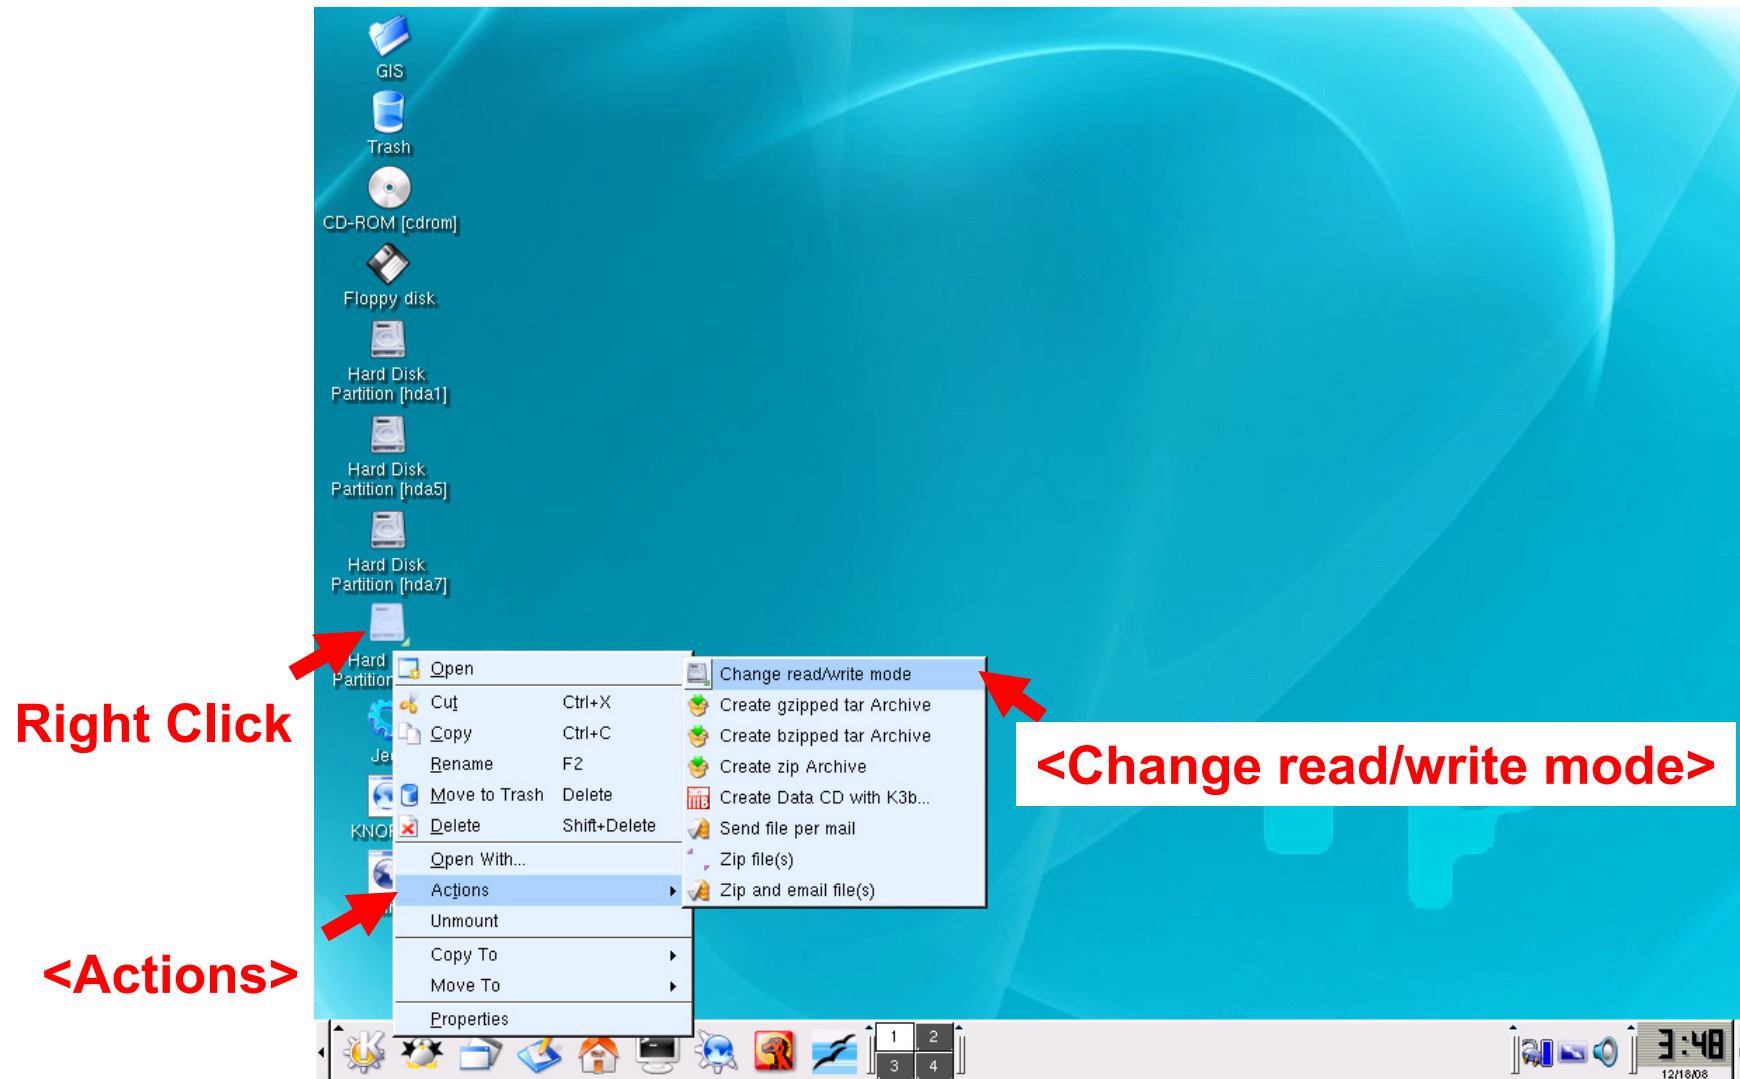 GIS
Trash
CD-ROM [cdrom]
Floppy disk
Hard Disk
Partition [hda1]
Hard Disk
Partition [hda5]
Hard Disk
Partition [hda7]
Hard
Partition
Right Click
<Actions>
Open
Cut Ctrl+X
Copy Ctrl+C
Rename F2
Move to Trash Delete
Delete Shift+Delete
Open With...
Actions
Unmount
Copy To
Move To
Properties
Change read/write mode
Create gzipped tar Archive
Create bzipped tar Archive
Create zip Archive
Create Data CD with K3b...
Send file per mail
Zip file(s)
Zip and email file(s)
<Change read/write mode>
1 2
3 4
3:48
12/18/08